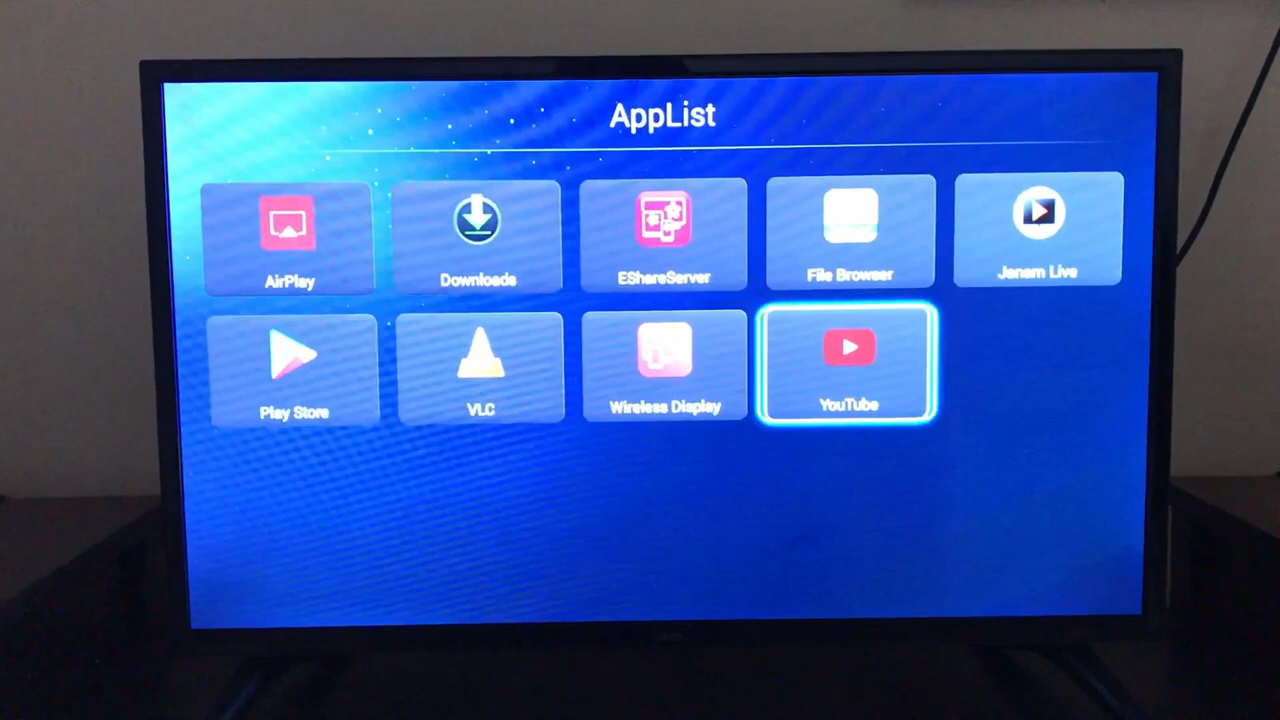 AppList
AirPlay
Downloads
EShareServer
File Browser
Janam Live
Play Store
VLC
Wireless Display
YouTube